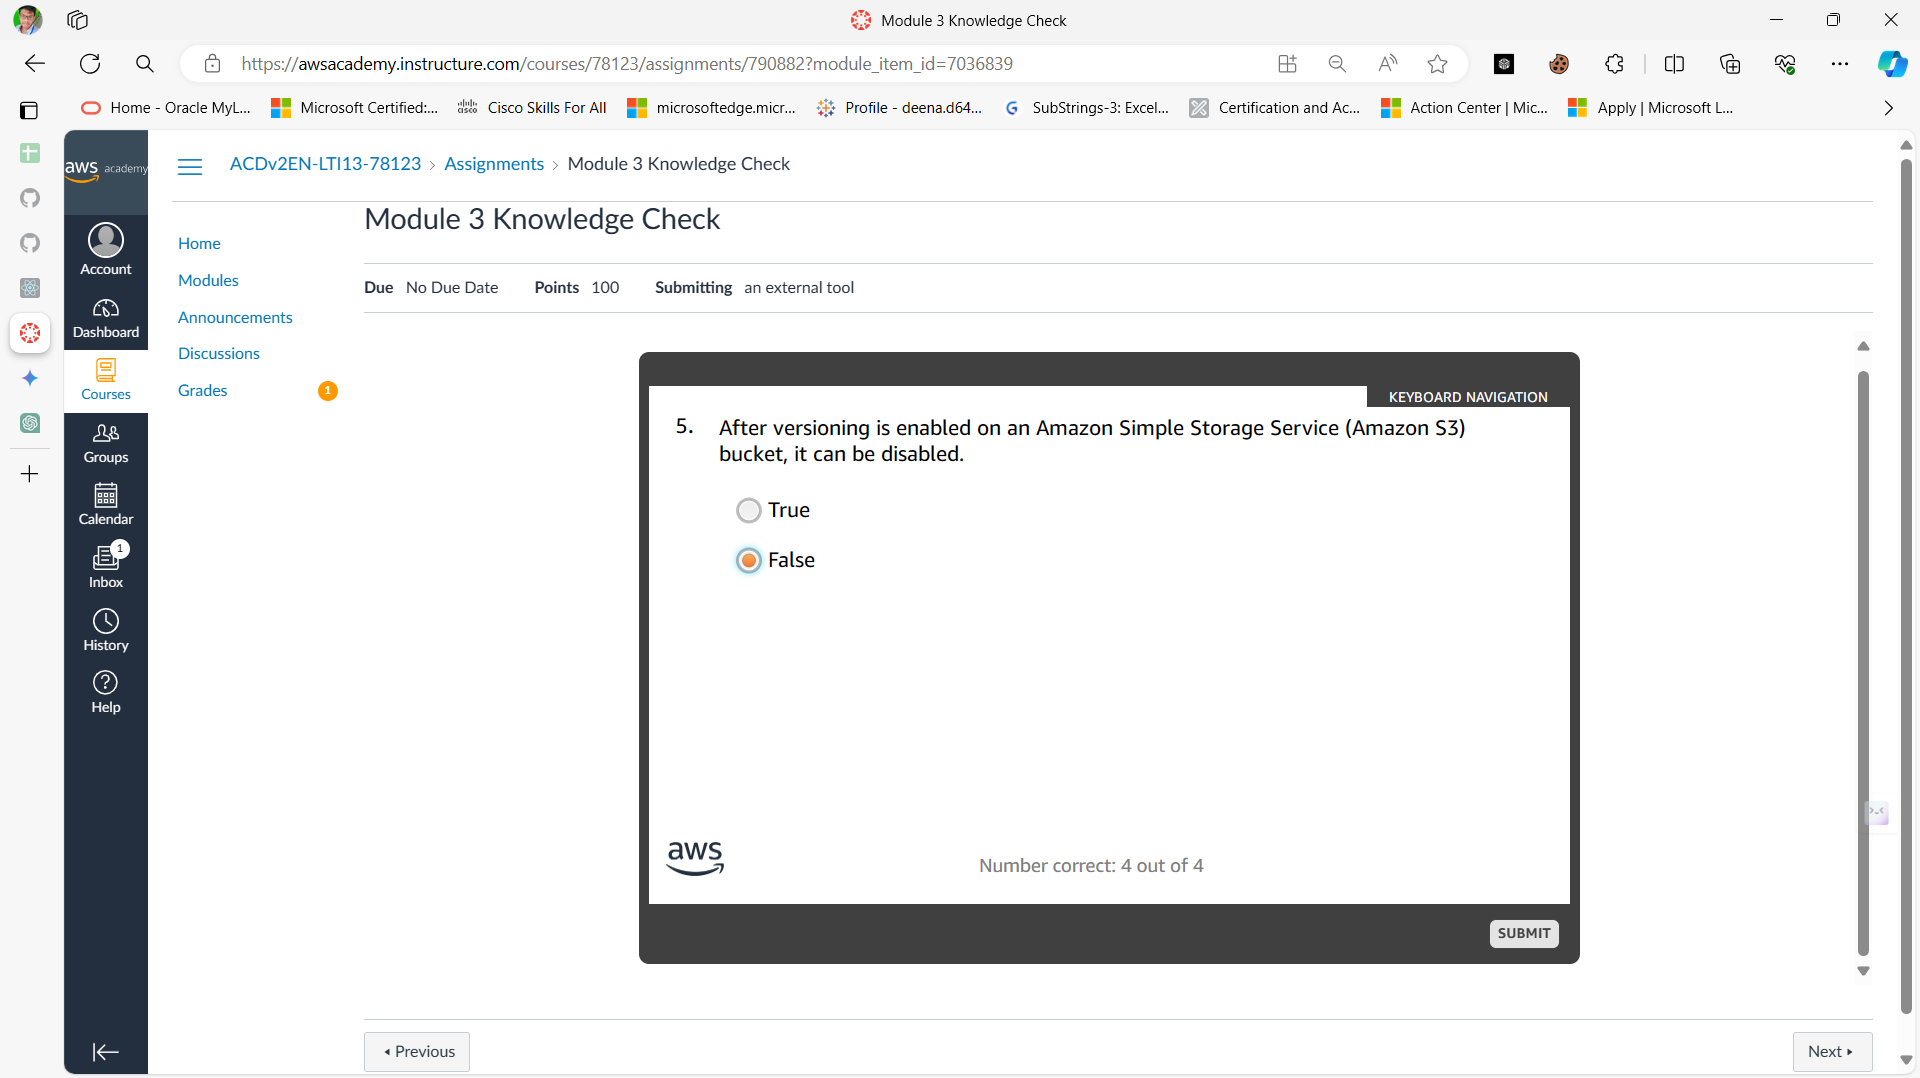 Module 3 Knowledge Check
https://awsacademy.instructure.com/courses/78123/assignments/790882?module_item_id=7036839
Home - Oracle MyL...
Microsoft Certified:...
Cisco Skills For All
microsoftedge.micr...
Profile - deena.d64...
SubStrings-3: Excel...
Certification and Ac...
Action Center | Mic...
Apply | Microsoft L...
aws academy
ACDv2EN-LTI13-78123 › Assignments › Module 3 Knowledge Check
Account
Dashboard
Courses
Groups
Calendar
1
Inbox
History
Help
Home
Modules
Announcements
Discussions
Grades 1
Module 3 Knowledge Check
Due No Due Date Points 100 Submitting an external tool
KEYBOARD NAVIGATION
5. After versioning is enabled on an Amazon Simple Storage Service (Amazon S3)
bucket, it can be disabled.
True
False
aws
Number correct: 4 out of 4
SUBMIT
Previous
Next